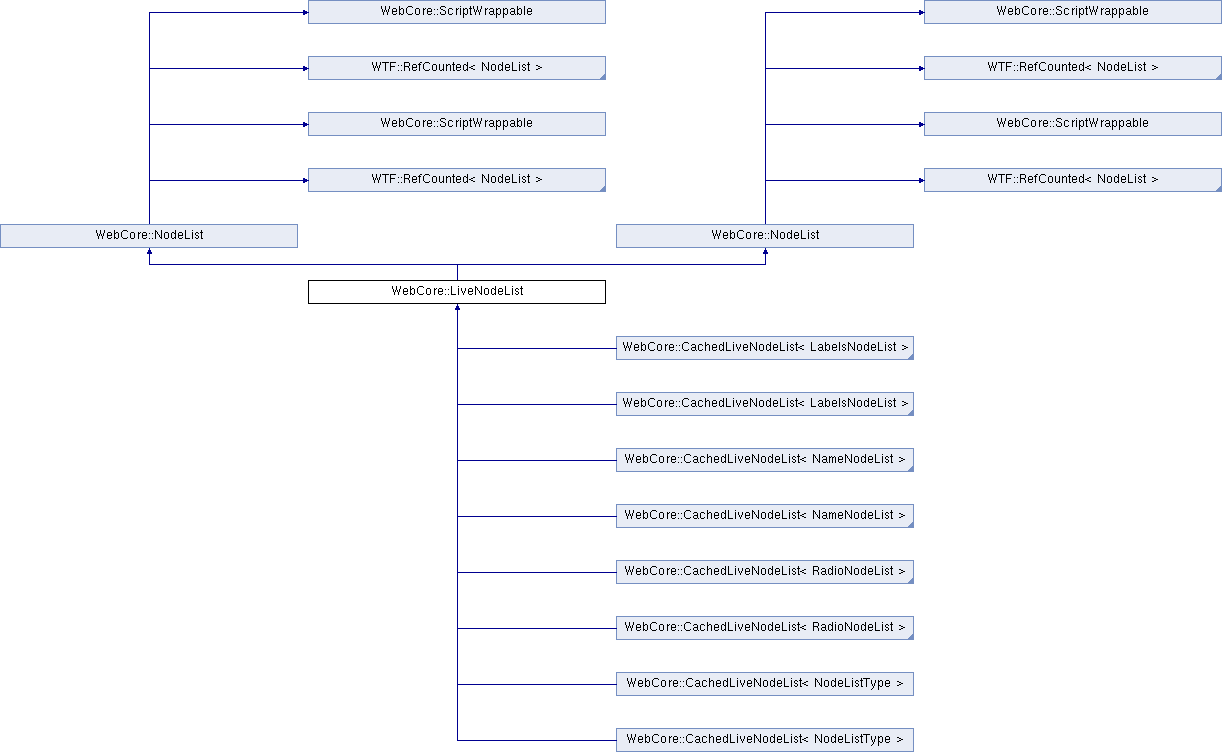 WebCore::ScriptWrappable
WebCore::ScriptWrappable
WTF::RefCounted< NodeList >
WTF::RefCounted< NodeList >
WebCore::ScriptWrappable
WebCore::ScriptWrappable
WTF::RefCounted< NodeList >
WTF::RefCounted< NodeList >
WebCore::NodeList
WebCore::NodeList
WebCore::LiveNodeList
WebCore::CachedLiveNodeList< LabelsNodeList >
WebCore::CachedLiveNodeList< LabelsNodeList >
WebCore::CachedLiveNodeList< NameNodeList >
WebCore::CachedLiveNodeList< NameNodeList >
WebCore::CachedLiveNodeList< RadioNodeList >
WebCore::CachedLiveNodeList< RadioNodeList >
WebCore::CachedLiveNodeList< NodeListType >
WebCore::CachedLiveNodeList< NodeListType >